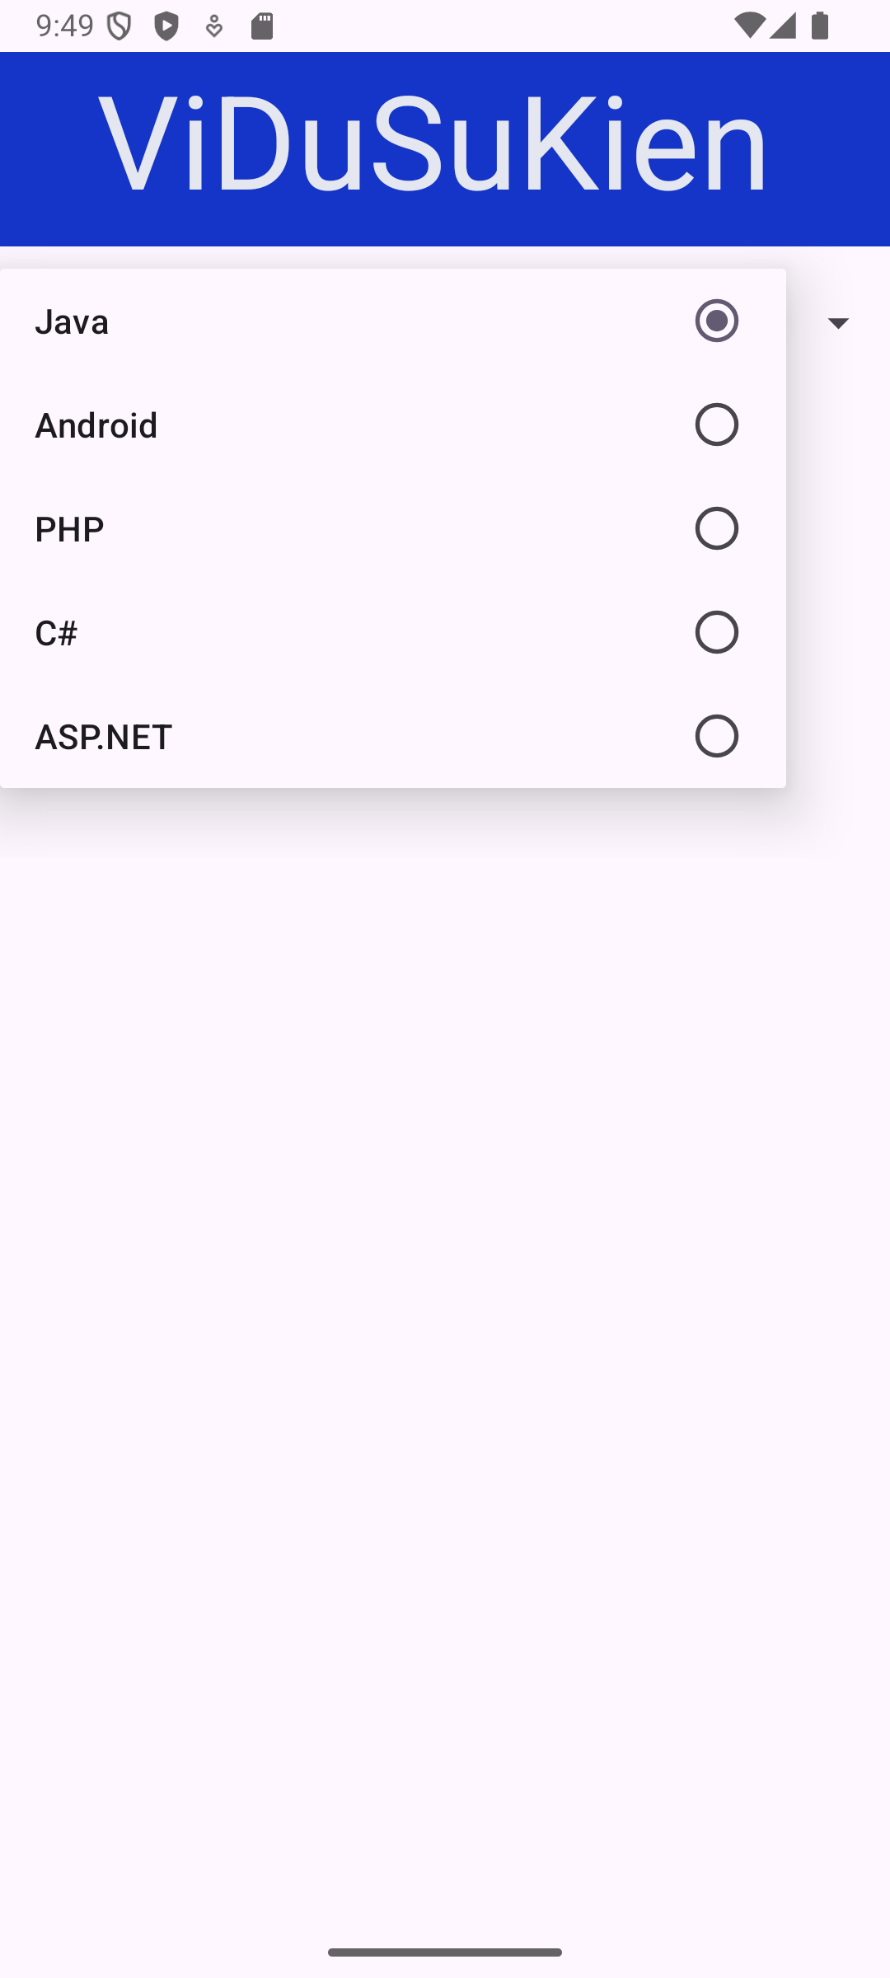 9:49
ViDuSuKien
Java
Android
PHP
C#
ASP.NET